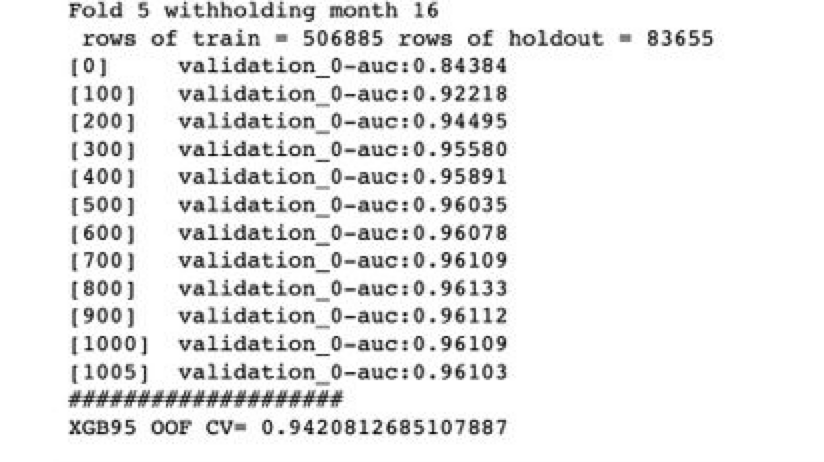 Fold 5 withholding month 16
rows of train = 506885 rows of holdout = 83655
[0] validation_0-auc:0.84384
[100] validation_0-auc:0.92218
[200] validation_0-auc:0.94495
[300] validation_0-auc:0.95580
[400] validation_0-auc:0.95891
[500] validation_0-auc:0.96035
[600] validation_0-auc:0.96078
[700] validation_0-auc:0.96109
[800] validation_0-auc:0.96133
[900] validation_0-auc:0.96112
[1000] validation_0-auc:0.96109
[1005] validation_0-auc:0.96103
####################
XGB95 OOF CV= 0.9420812685107887